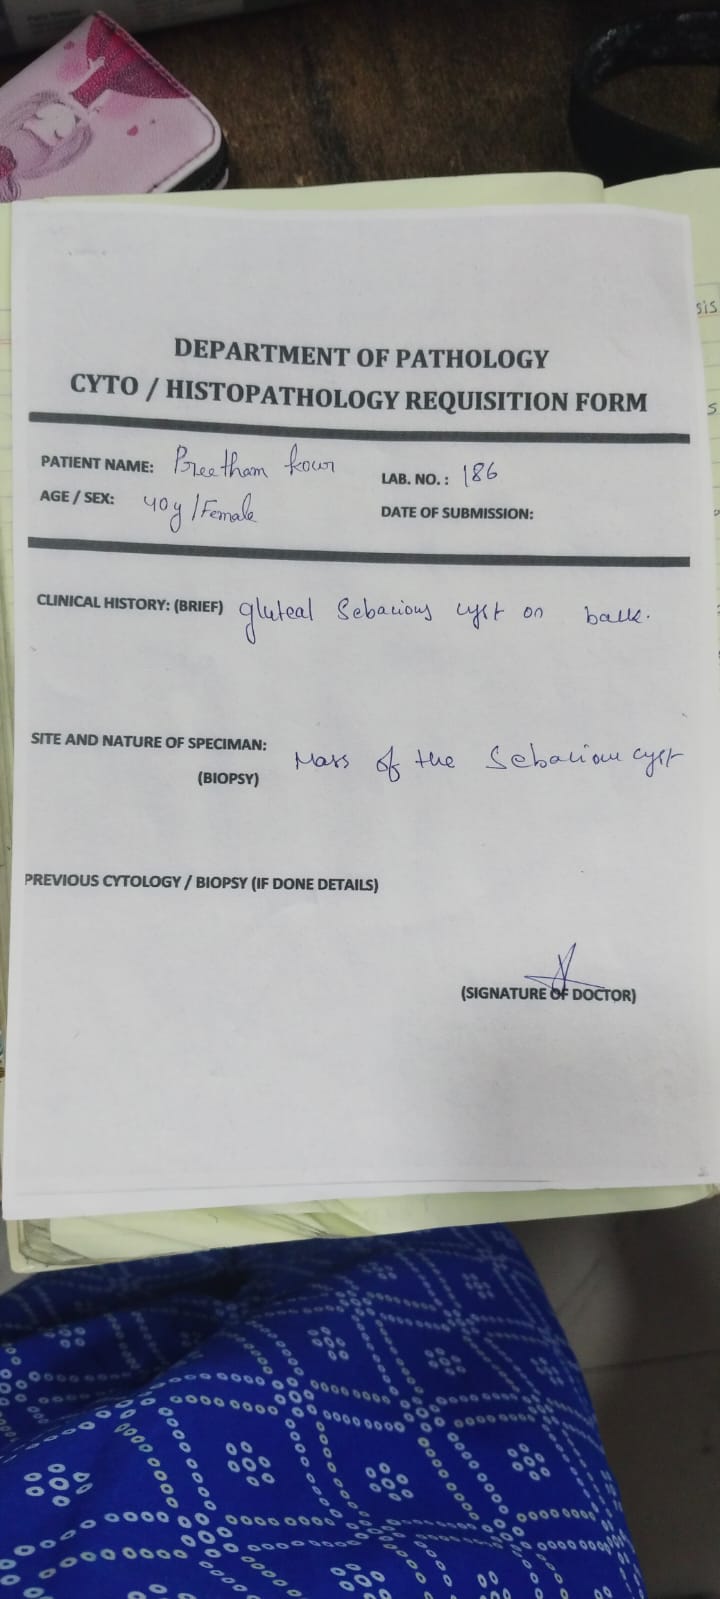 DEPARTMENT OF PATHOLOGY
CYTO / HISTOPATHOLOGY REQUISITION FORM
PATIENT NAME: Preetham Kour
LAB. NO. : 186
AGE / SEX: 40y /Female
DATE OF SUBMISSION:
CLINICAL HISTORY: (BRIEF) gluteal Sebacious cyst on back.
SITE AND NATURE OF SPECIMAN: Mass of the Sebacious cyst
(BIOPSY)
PREVIOUS CYTOLOGY / BIOPSY (IF DONE DETAILS)
(SIGNATURE OF DOCTOR)
sis